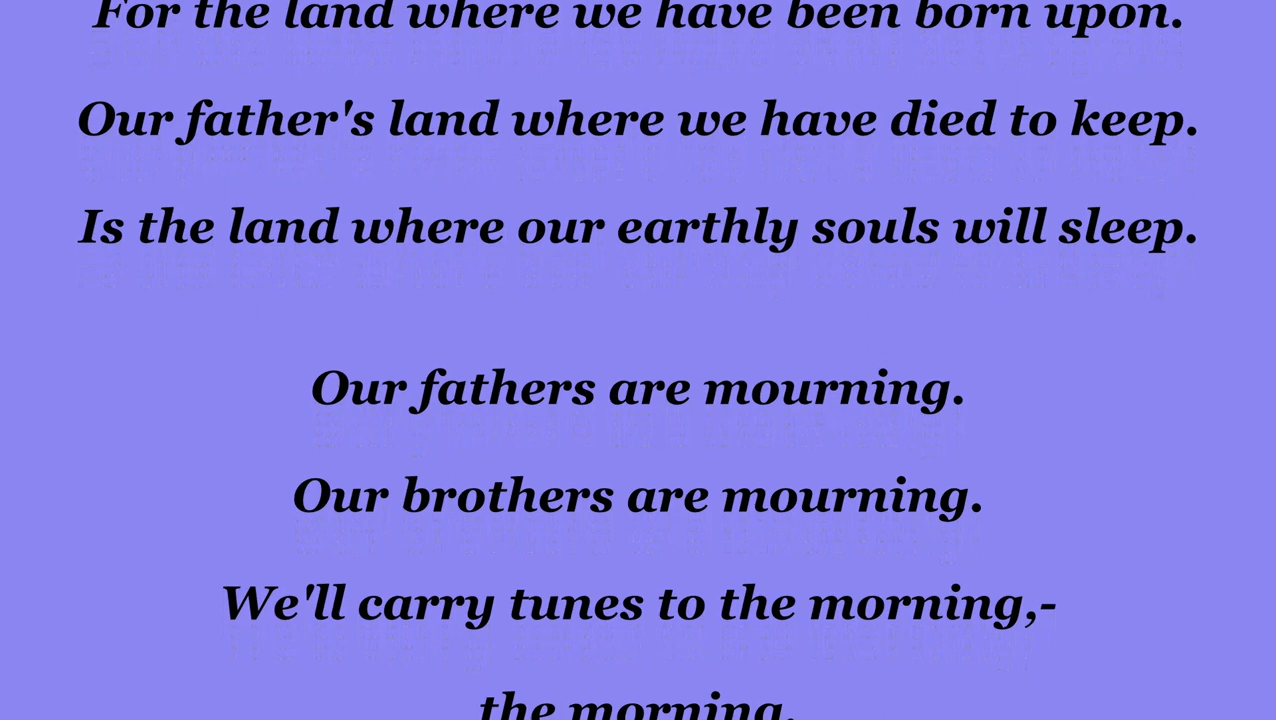 For the land where we have been born upon.
Our father's land where we have died to keep.
Is the land where our earthly souls will sleep.
Our fathers are mourning.
Our brothers are mourning.
We'll carry tunes to the morning,-
the morning.